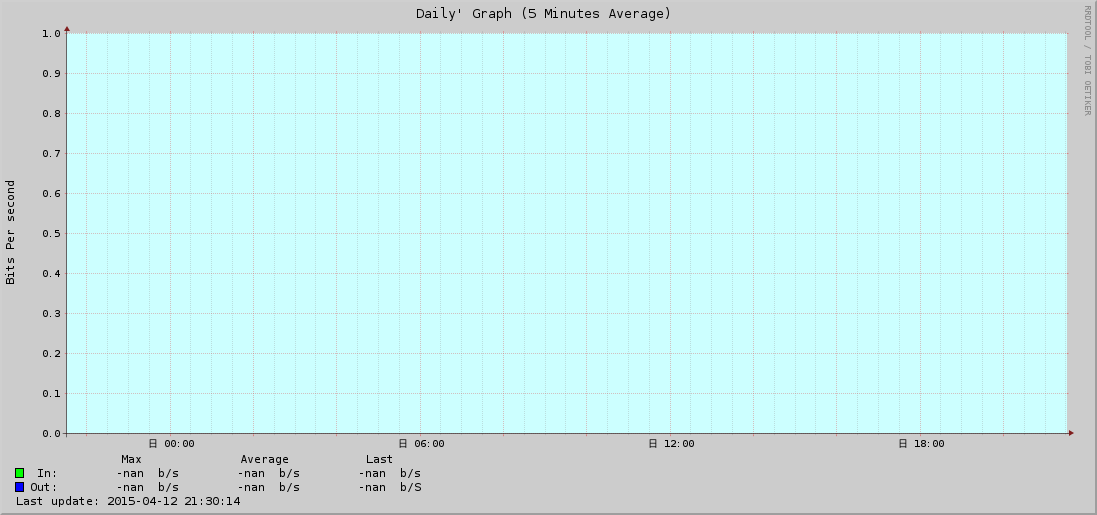 Daily' Graph (5 Minutes Average)
RRDTOOL / TOBI OETIKER
Bits Per second
1.0
0.9
0.8
0.7
0.6
0.5
0.4
0.3
0.2
0.1
0.0
日 00:00 日 06:00 日 12:00 日 18:00
Max Average Last
In: -nan b/s -nan b/s -nan b/s
Out: -nan b/s -nan b/s -nan b/S
Last update: 2015-04-12 21:30:14